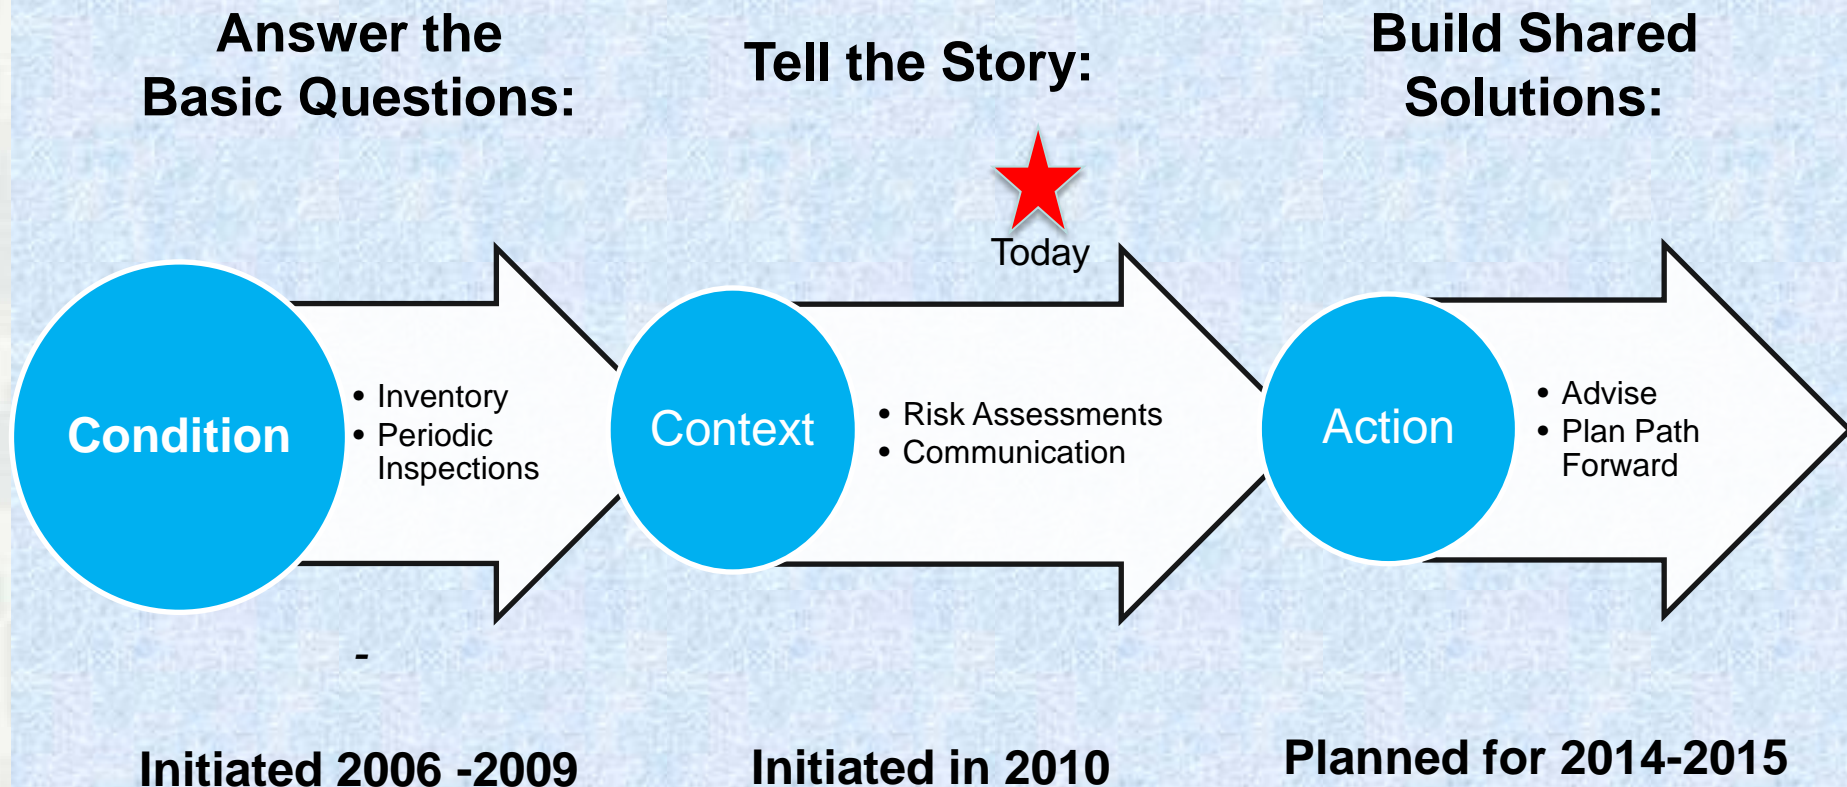 Answer the
Basic Questions:
Tell the Story:
Build Shared
Solutions:
Today
Condition
• Inventory
• Periodic
Inspections
Context
• Risk Assessments
• Communication
Action
• Advise
• Plan Path
Forward
-
Initiated 2006 -2009
Initiated in 2010
Planned for 2014-2015